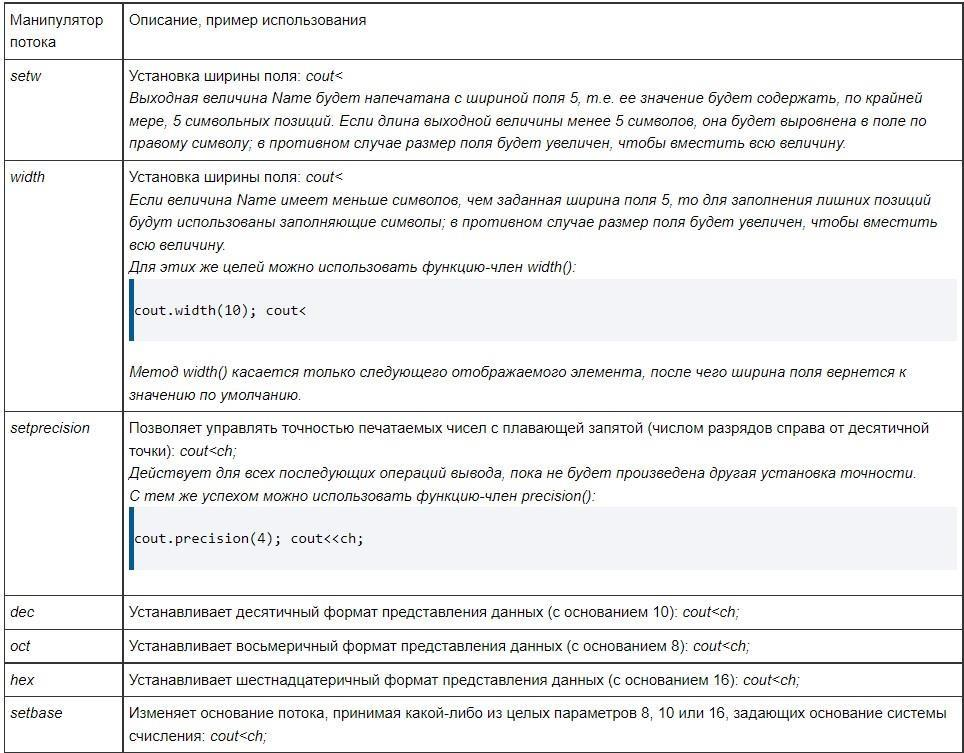 Манипулятор
потока
Описание, пример использования
setw
Установка ширины поля: cout<
Выходная величина Name будет напечатана с шириной поля 5, т.е. ее значение будет содержать, по крайней
мере, 5 символьных позиций. Если длина выходной величины менее 5 символов, она будет выровнена в поле по
правому символу; в противном случае размер поля будет увеличен, чтобы вместить всю величину.
width
Установка ширины поля: cout<
Если величина Name имеет меньше символов, чем заданная ширина поля 5, то для заполнения лишних позиций
будут использованы заполняющие символы; в противном случае размер поля будет увеличен, чтобы вместить
всю величину.
Для этих же целей можно использовать функцию-член width():
cout.width(10); cout<
Метод width() касается только следующего отображаемого элемента, после чего ширина поля вернется к
значению по умолчанию.
setprecision
Позволяет управлять точностью печатаемых чисел с плавающей запятой (числом разрядов справа от десятичной
точки): cout<ch;
Действует для всех последующих операций вывода, пока не будет произведена другая установка точности.
С тем же успехом можно использовать функцию-член precision():
cout.precision(4); cout<<ch;
dec
Устанавливает десятичный формат представления данных (с основанием 10): cout<ch;
oct
Устанавливает восьмеричный формат представления данных (с основанием 8): cout<ch;
hex
Устанавливает шестнадцатеричный формат представления данных (с основанием 16): cout<ch;
setbase
Изменяет основание потока, принимая какой-либо из целых параметров 8, 10 или 16, задающих основание системы
счисления: cout<ch;